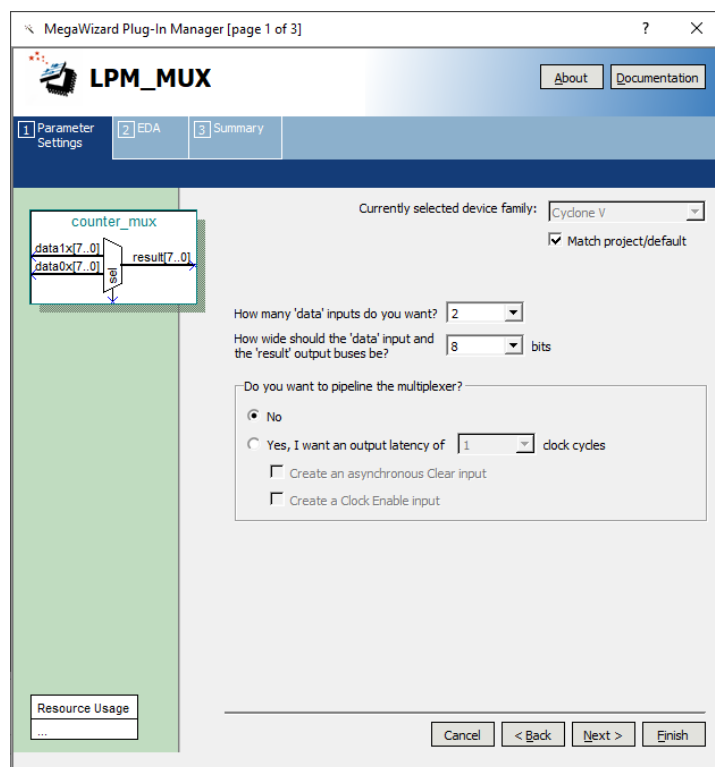 MegaWizard Plug-In Manager [page 1 of 3]
?
LPM_MUX
About
Documentation
1 Parameter
Settings
2 EDA
3 Summary
counter_mux
data1x[7..0]
data0x[7..0]
result[7..0]
sel
Currently selected device family:
Cyclone V
Match project/default
How many 'data' inputs do you want?
2
How wide should the 'data' input and
the 'result' output buses be?
8
bits
Do you want to pipeline the multiplexer?
No
Yes, I want an output latency of
1
clock cycles
Create an asynchronous Clear input
Create a Clock Enable input
Resource Usage
...
Cancel
< Back
Next >
Finish